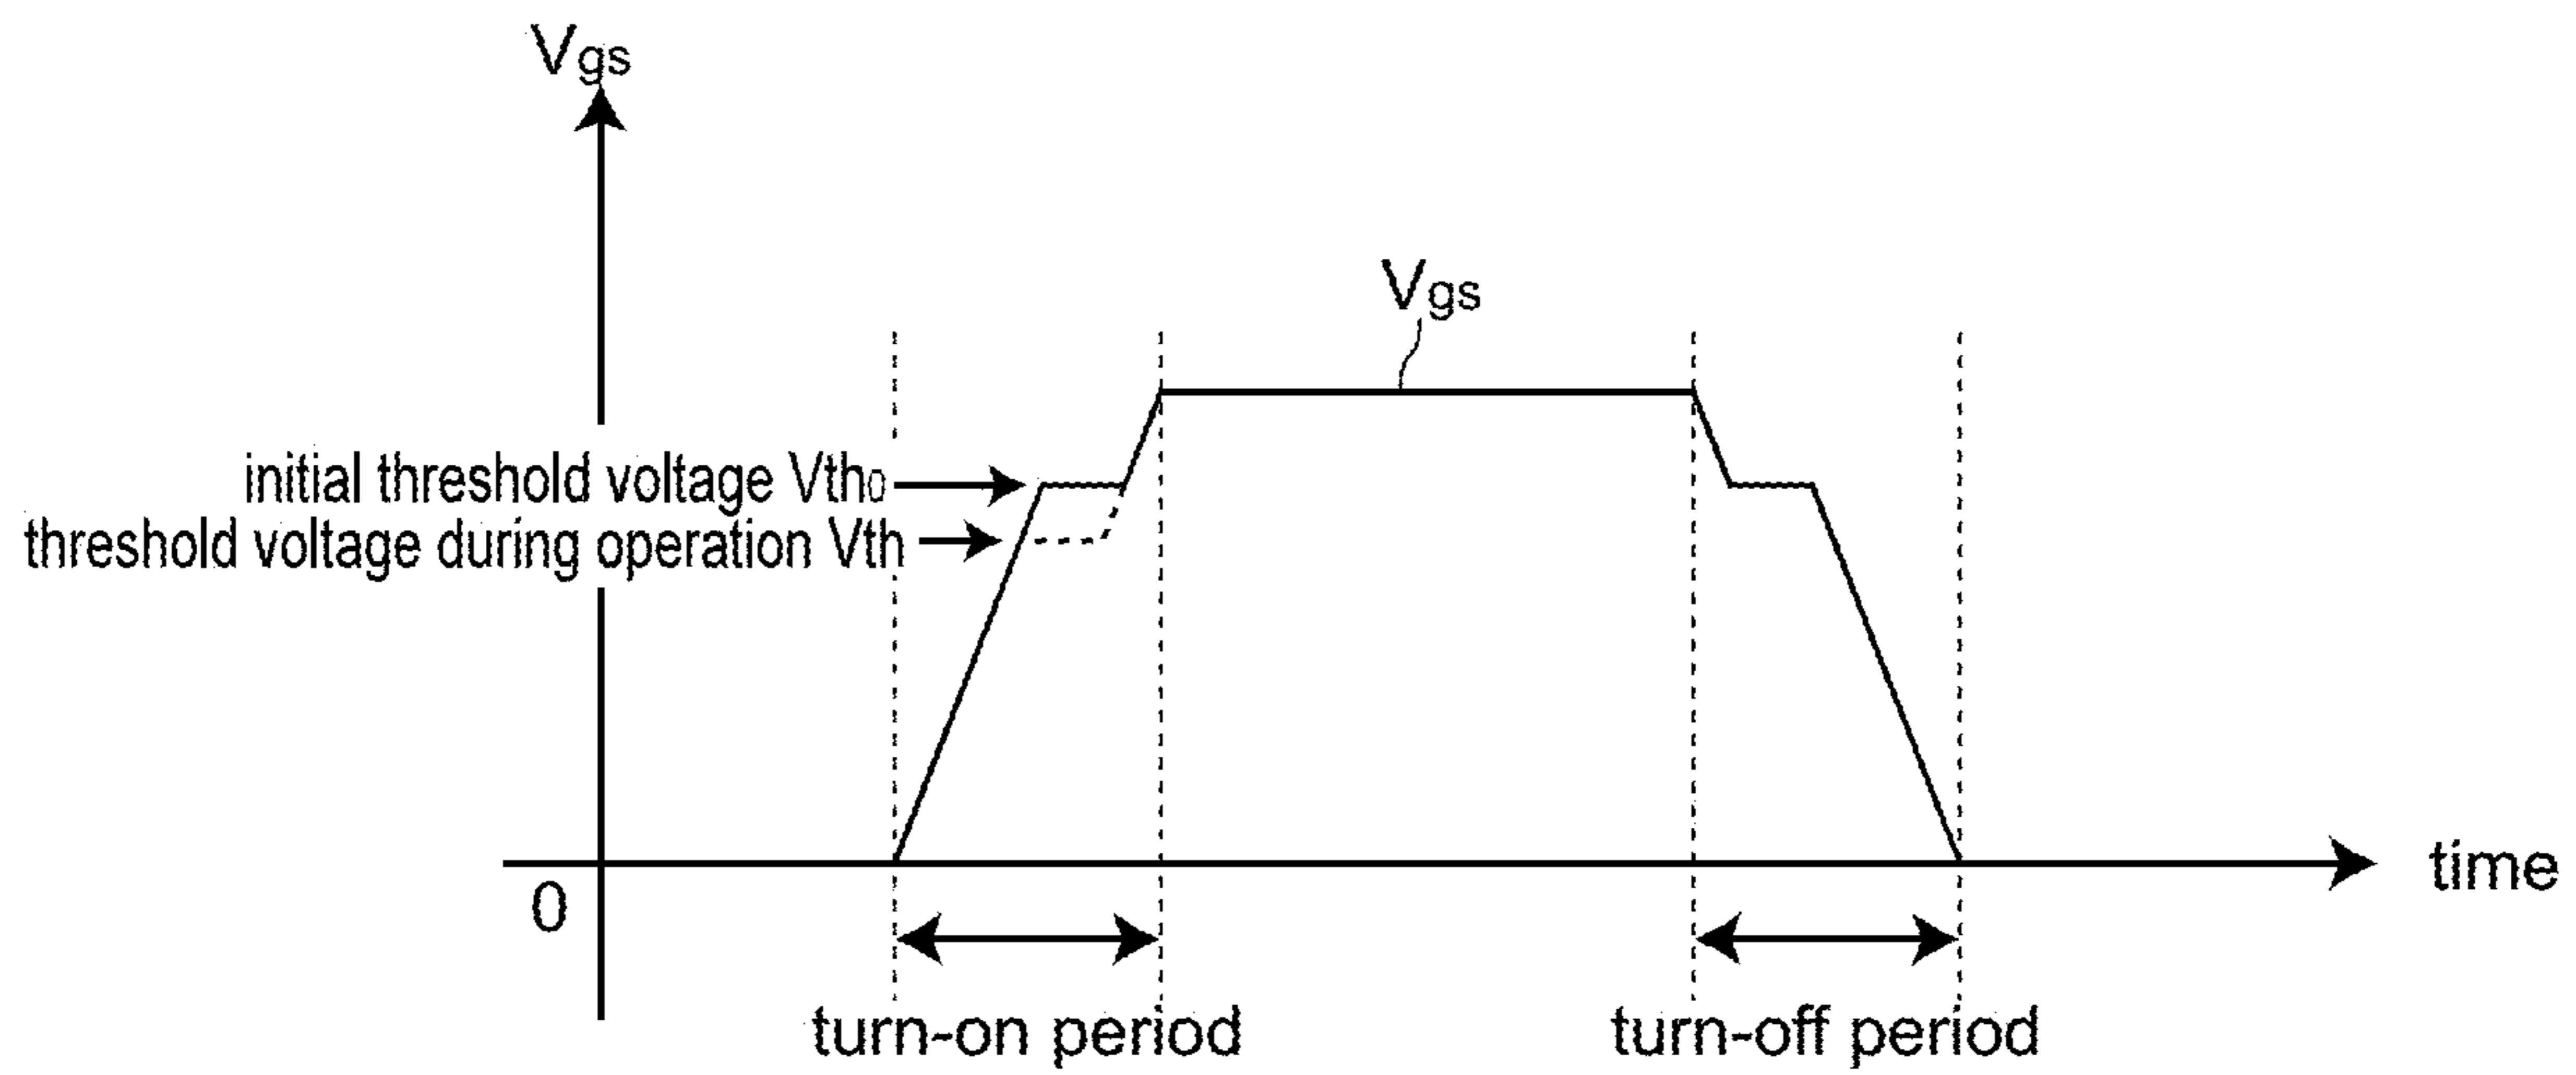 Vgs
Vgs
initial threshold voltage Vth0
threshold voltage during operation Vth
time
0
turn-on period
turn-off period